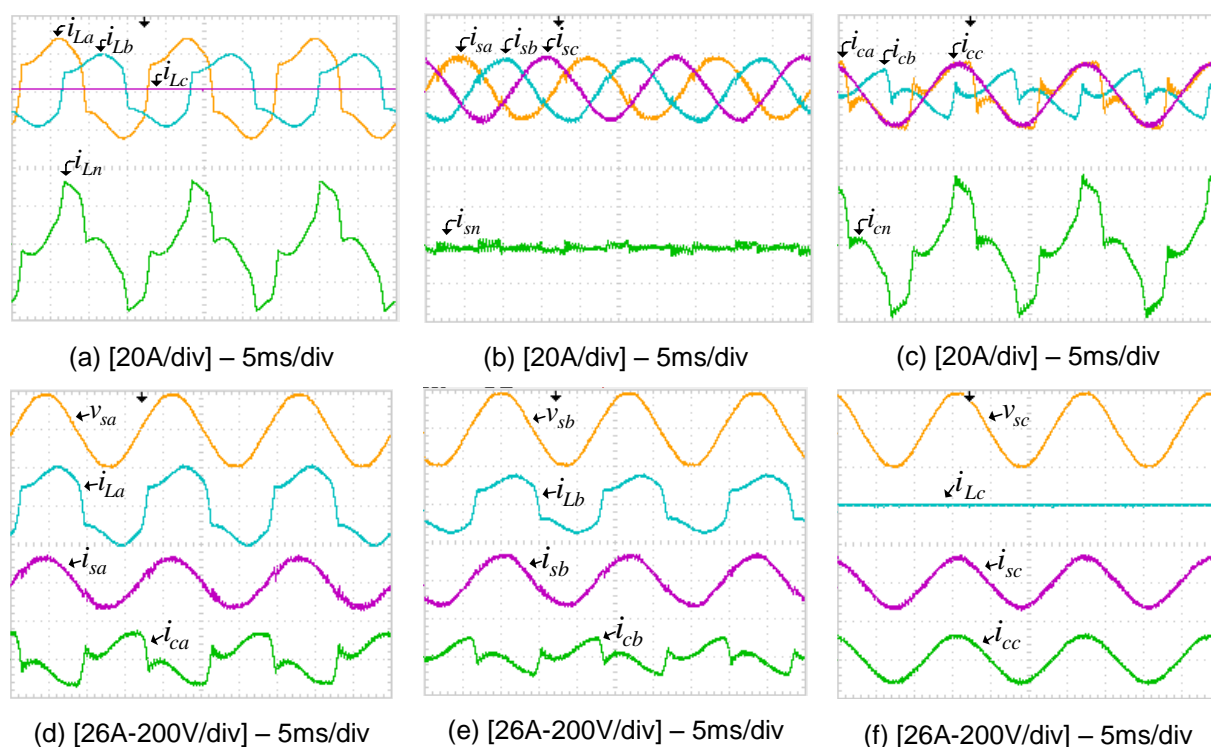 i_La i_Lb
i_Lc
i_Ln
(a) [20A/div] – 5ms/div
i_sa i_sb i_sc
i_sn
(b) [20A/div] – 5ms/div
i_ca i_cb i_cc
i_cn
(c) [20A/div] – 5ms/div
v_sa
i_La
i_sa
i_ca
(d) [26A-200V/div] – 5ms/div
v_sb
i_Lb
i_sb
i_cb
(e) [26A-200V/div] – 5ms/div
v_sc
i_Lc
i_sc
i_cc
(f) [26A-200V/div] – 5ms/div